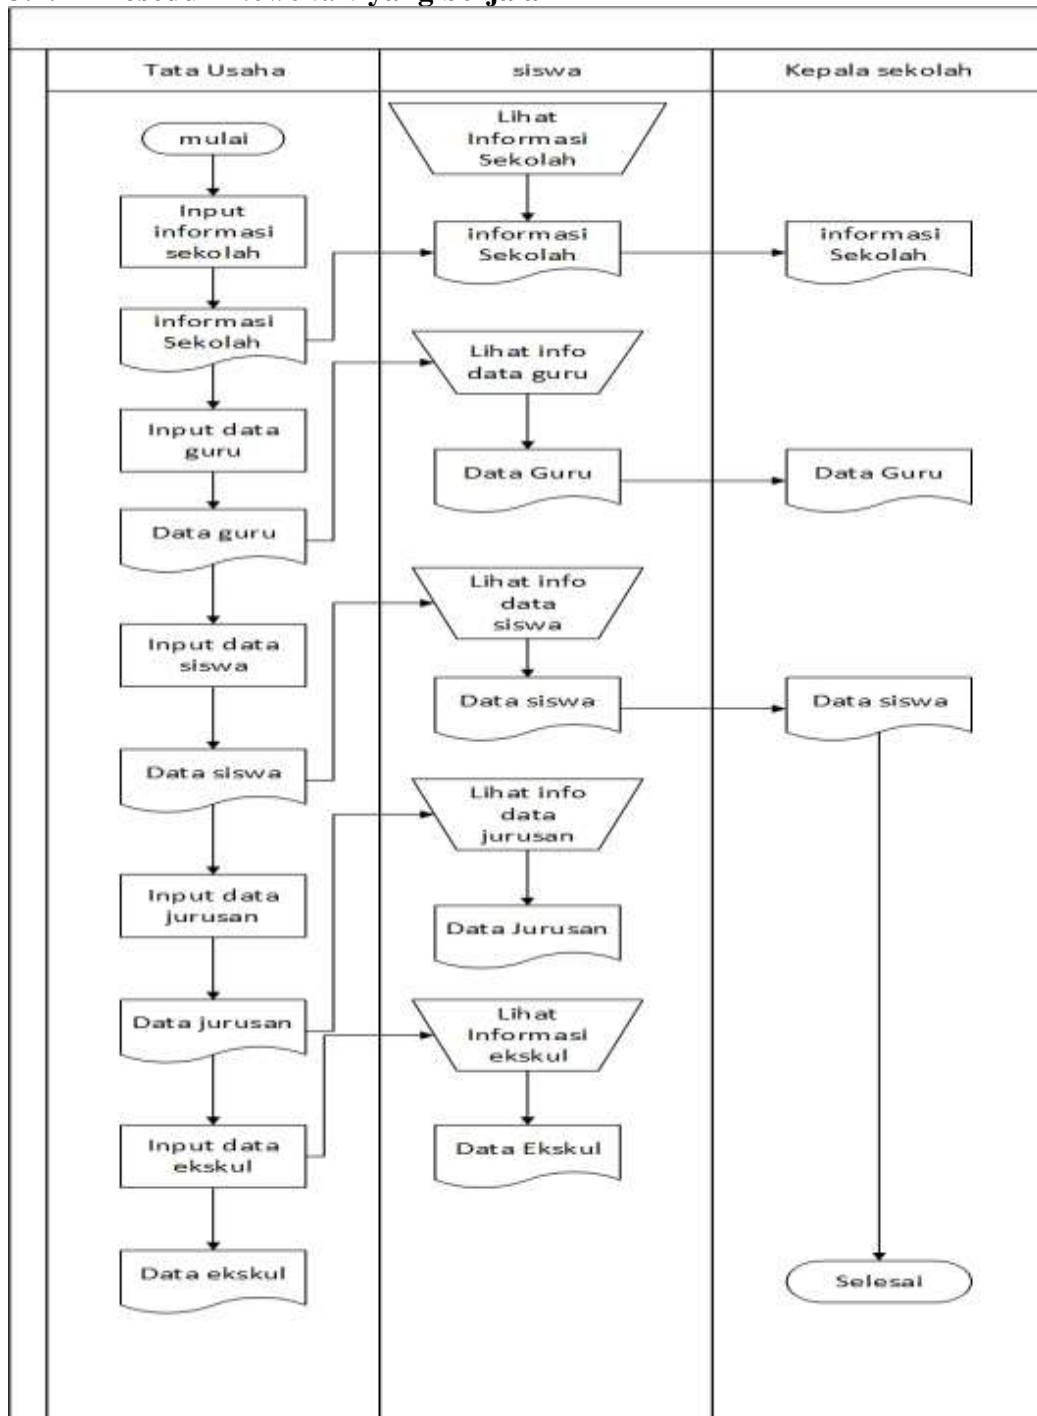 Tata Usaha
siswa
Kepala sekolah
mulai
Input
informasi
sekolah
informasi
Sekolah
Input data
guru
Data guru
Input data
siswa
Data siswa
Input data
jurusan
Data jurusan
Input data
ekskul
Data ekskul
Lihat
Informasi
Sekolah
informasi
Sekolah
Lihat info
data guru
Data Guru
Lihat info
data
siswa
Data siswa
Lihat info
data
jurusan
Data Jurusan
Lihat
Informasi
ekskul
Data Ekskul
informasi
Sekolah
Data Guru
Data siswa
Selesai